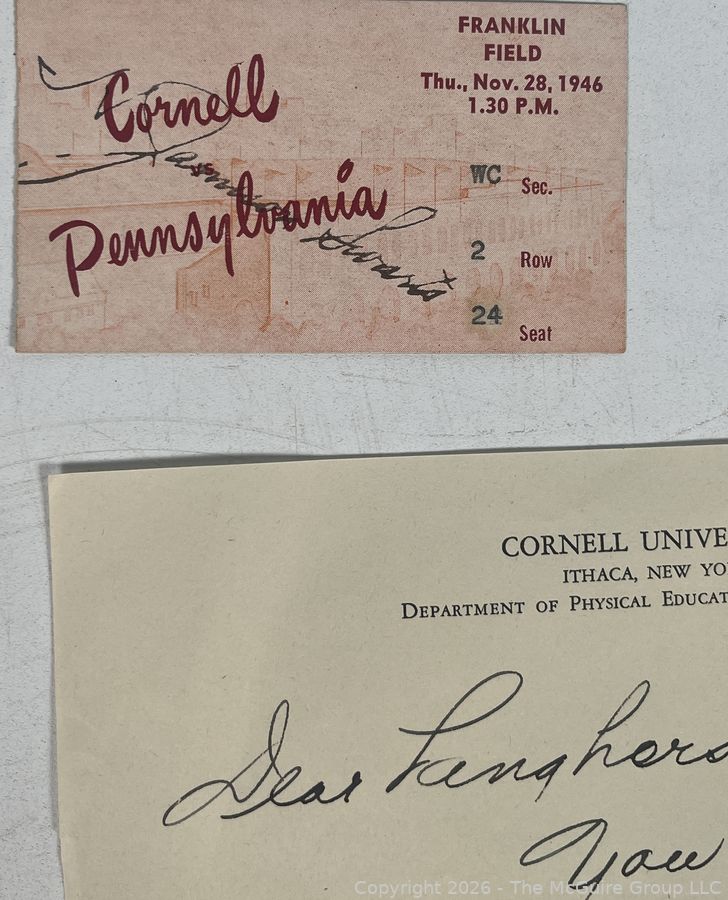 Cornell
Pennsylvania
FRANKLIN
FIELD
Thu., Nov. 28, 1946
1.30 P.M.
WC Sec.
2 Row
24 Seat
CORNELL UNIVE
ITHACA, NEW YO
DEPARTMENT OF PHYSICAL EDUCAT
Dear
You
Copyright 2026 - The McGuire Group LLC